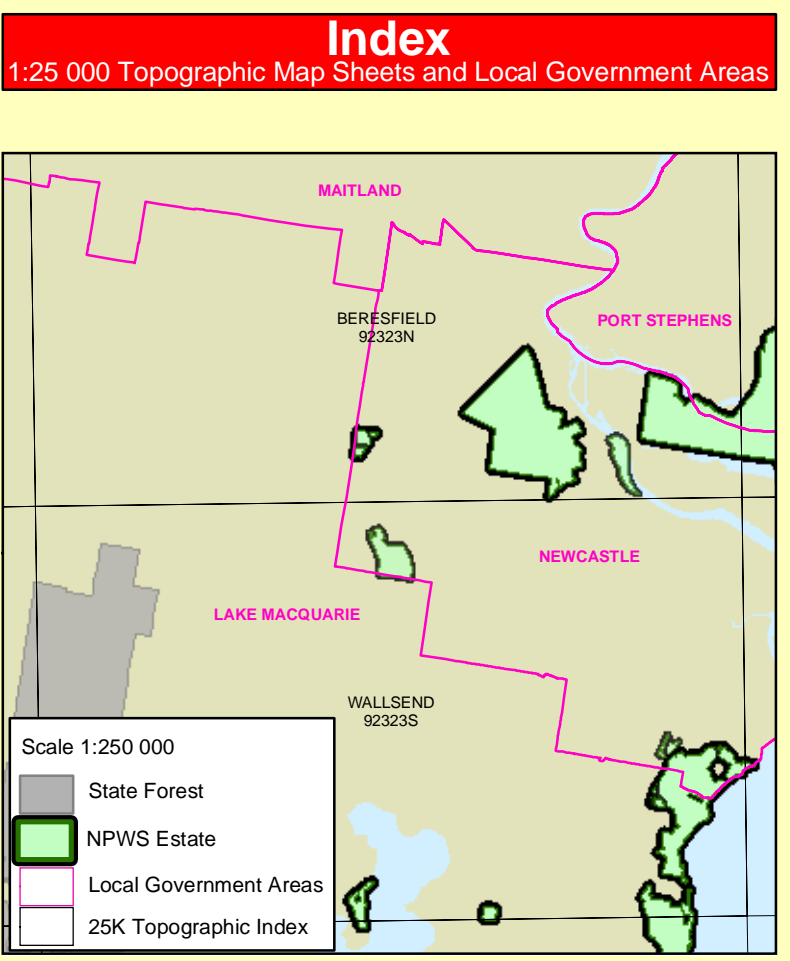 Index
1:25 000 Topographic Map Sheets and Local Government Areas
MAITLAND
BERESFIELD
92323N
PORT STEPHENS
NEWCASTLE
LAKE MACQUARIE
WALLSEND
92323S
Scale 1:250 000
State Forest
NPWS Estate
Local Government Areas
25K Topographic Index